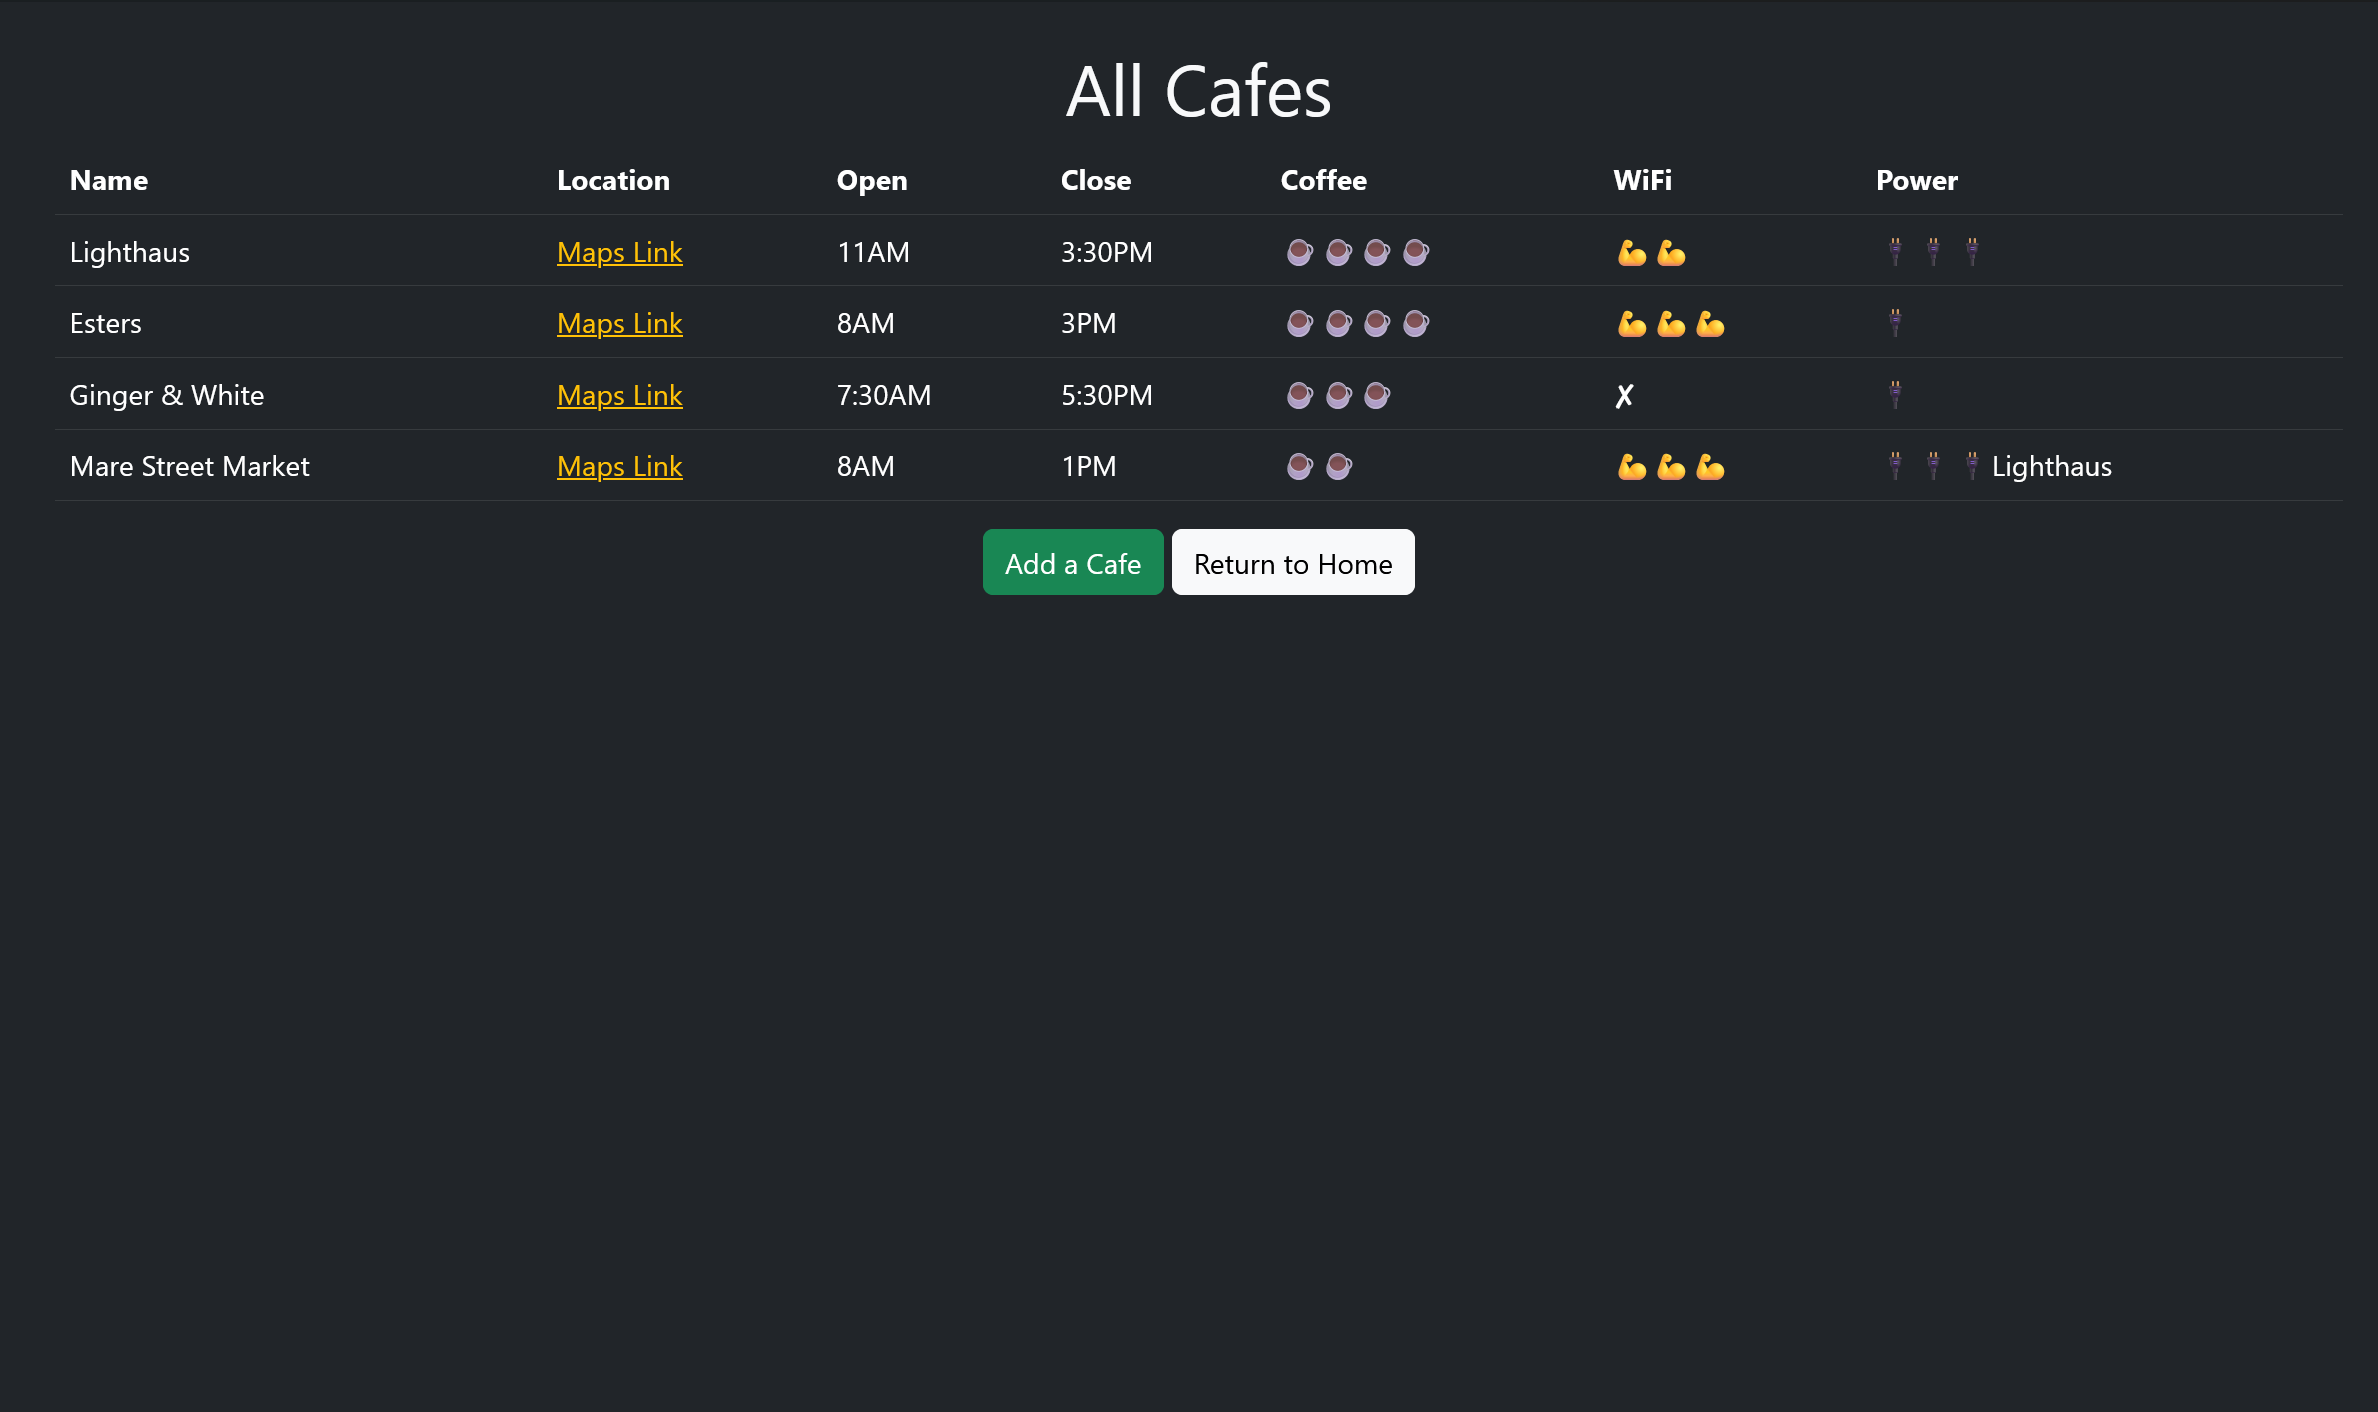 All Cafes
Name Location Open Close Coffee WiFi Power
Lighthaus Maps Link 11AM 3:30PM ☕☕☕☕ 💪💪 🔌🔌🔌
Esters Maps Link 8AM 3PM ☕☕☕☕ 💪💪💪 🔌
Ginger & White Maps Link 7:30AM 5:30PM ☕☕☕ ✘ 🔌
Mare Street Market Maps Link 8AM 1PM ☕☕ 💪💪💪 🔌🔌🔌Lighthaus
Add a Cafe Return to Home